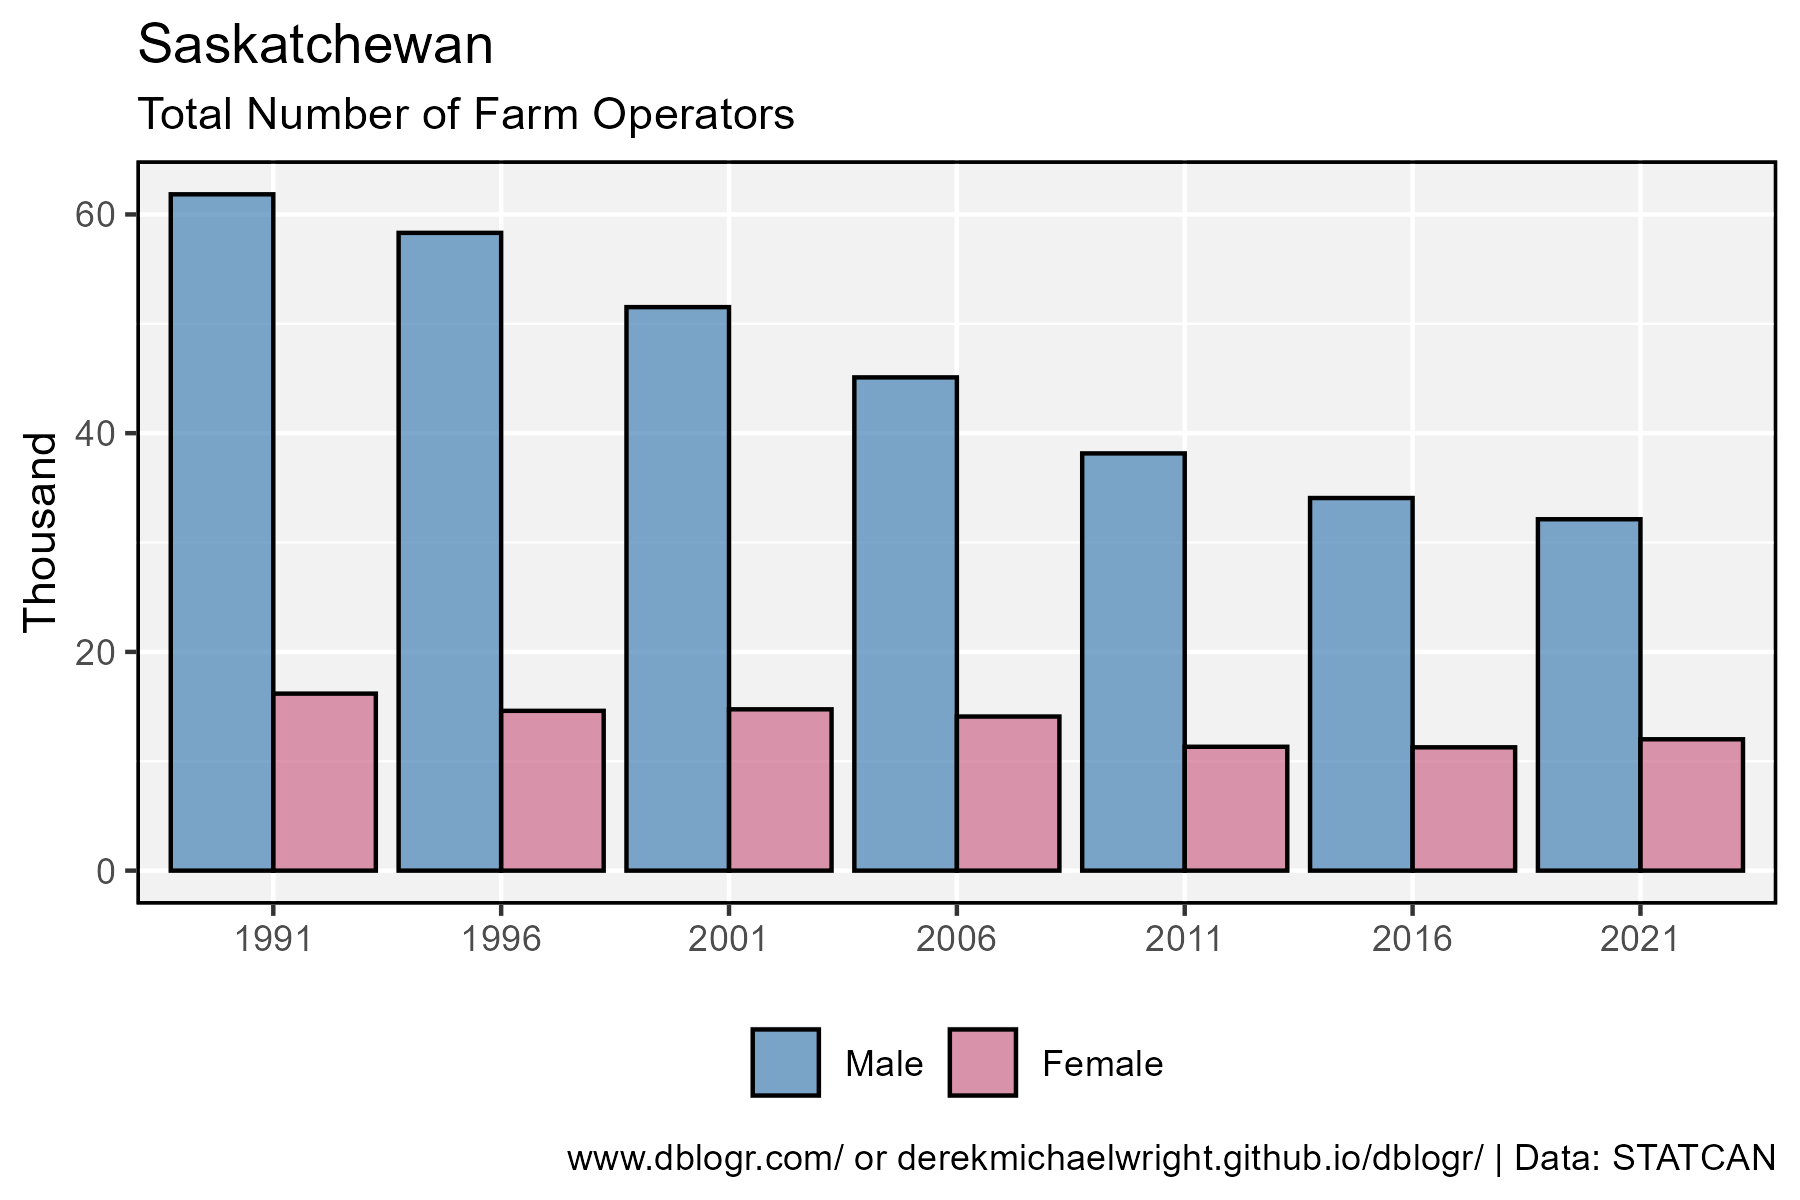 Saskatchewan
Total Number of Farm Operators
Thousand
60
40
20
0
1991 1996 2001 2006 2011 2016 2021
Male Female
www.dblogr.com/ or derekmichaelwright.github.io/dblogr/ | Data: STATCAN